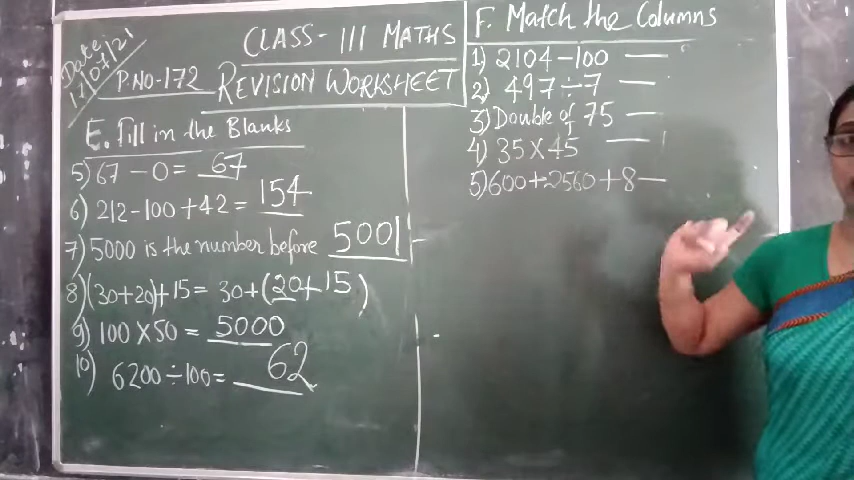 Date:
17/07/21
CLASS-III MATHS
P.NO-172 REVISION WORKSHEET
E. Fill in the Blanks
5) 67 - 0 = 67
6) 212 - 100 + 42 = 154
7) 5000 is the number before 5001
8) (30+20)+15 = 30+(20+15)
9) 100 X 50 = 5000
10) 6200 ÷ 100 = 62
F. Match the Columns
1) 2104 - 100 —
2) 497 ÷ 7 —
3) Double of 75 —
4) 35 X 45 —
5) 600 + 2560 + 8 —